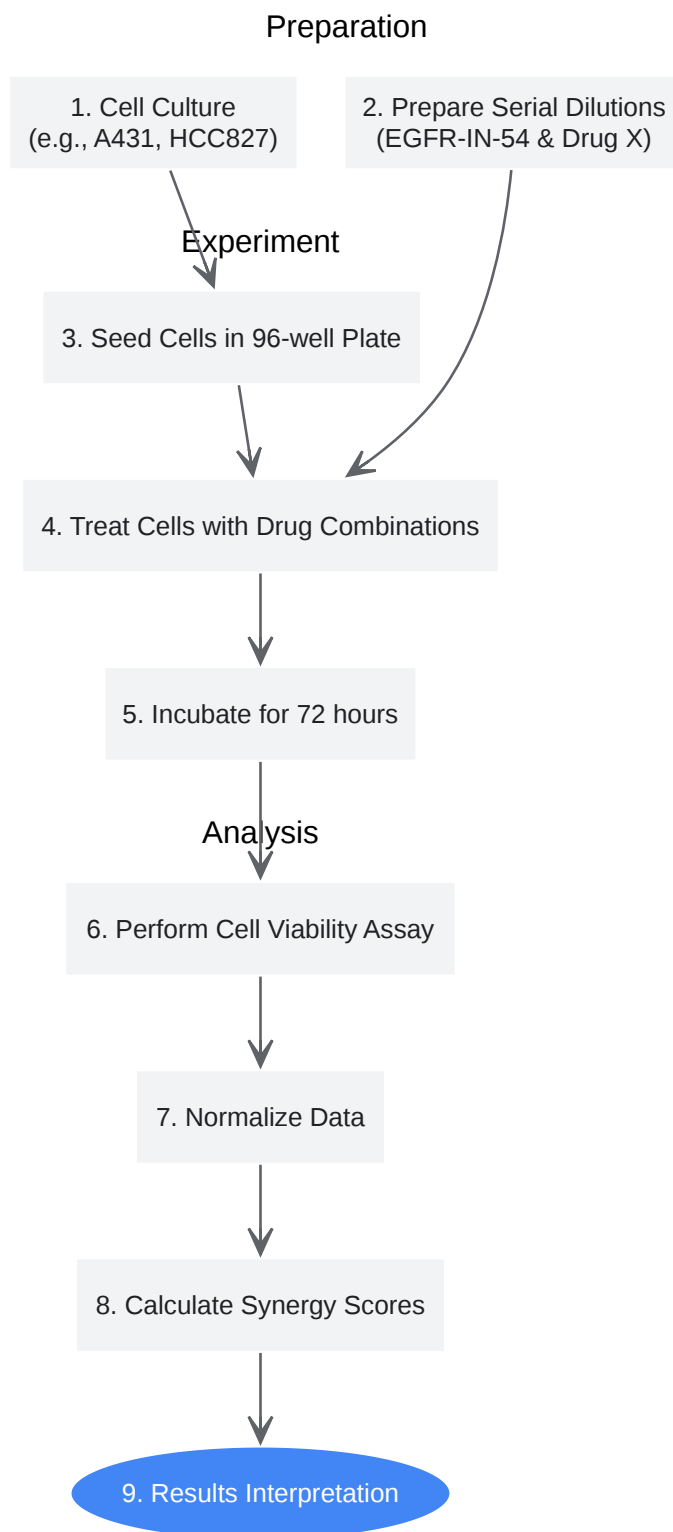 Preparation
1. Cell Culture
(e.g., A431, HCC827)
2. Prepare Serial Dilutions
(EGFR-IN-54 & Drug X)
Experiment
3. Seed Cells in 96-well Plate
4. Treat Cells with Drug Combinations
5. Incubate for 72 hours
Analysis
6. Perform Cell Viability Assay
7. Normalize Data
8. Calculate Synergy Scores
9. Results Interpretation